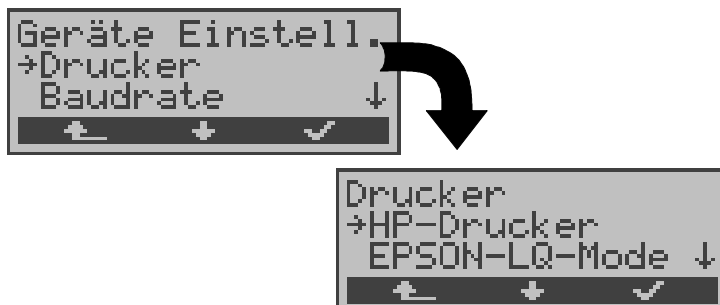 Geräte Einstell.
→Drucker
Baudrate ↓
Drucker
→HP-Drucker
EPSON-LQ-Mode ↓